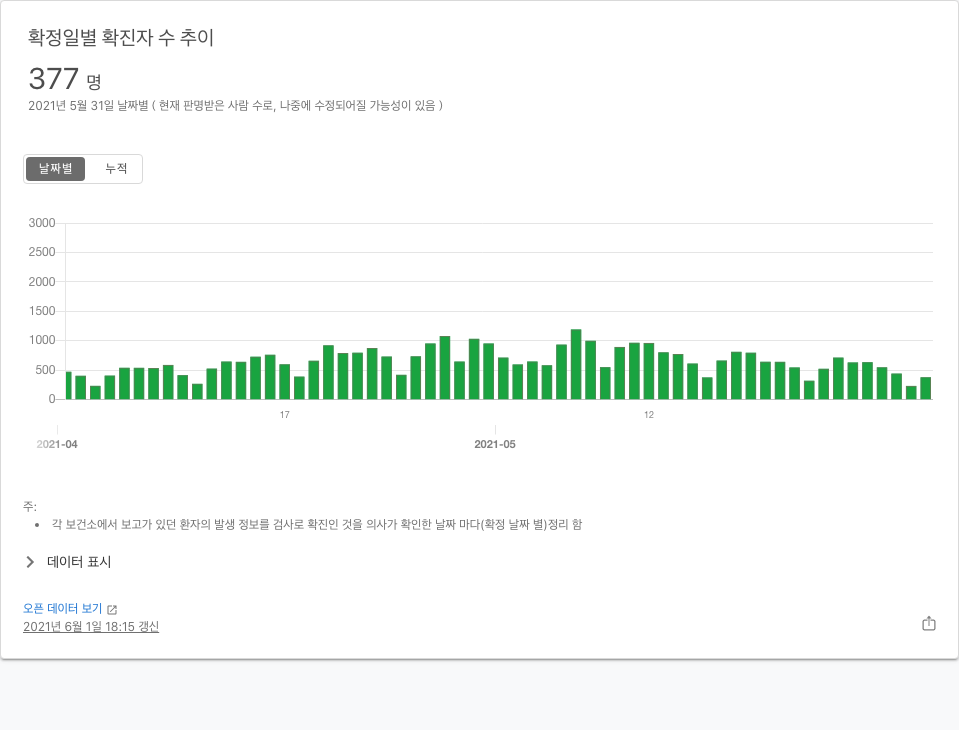 확정일별 확진자 수 추이
377 명
2021년 5월 31일 날짜별 ( 현재 판명받은 사람 수로, 나중에 수정되어질 가능성이 있음 )
날짜별 누적
3000
2500
2000
1500
1000
500
0
17 12
2021-04 2021-05
주:
• 각 보건소에서 보고가 있던 환자의 발생 정보를 검사로 확진인 것을 의사가 확인한 날짜 마다(확정 날짜 별)정리 함
데이터 표시
오픈 데이터 보기
2021년 6월 1일 18:15 갱신